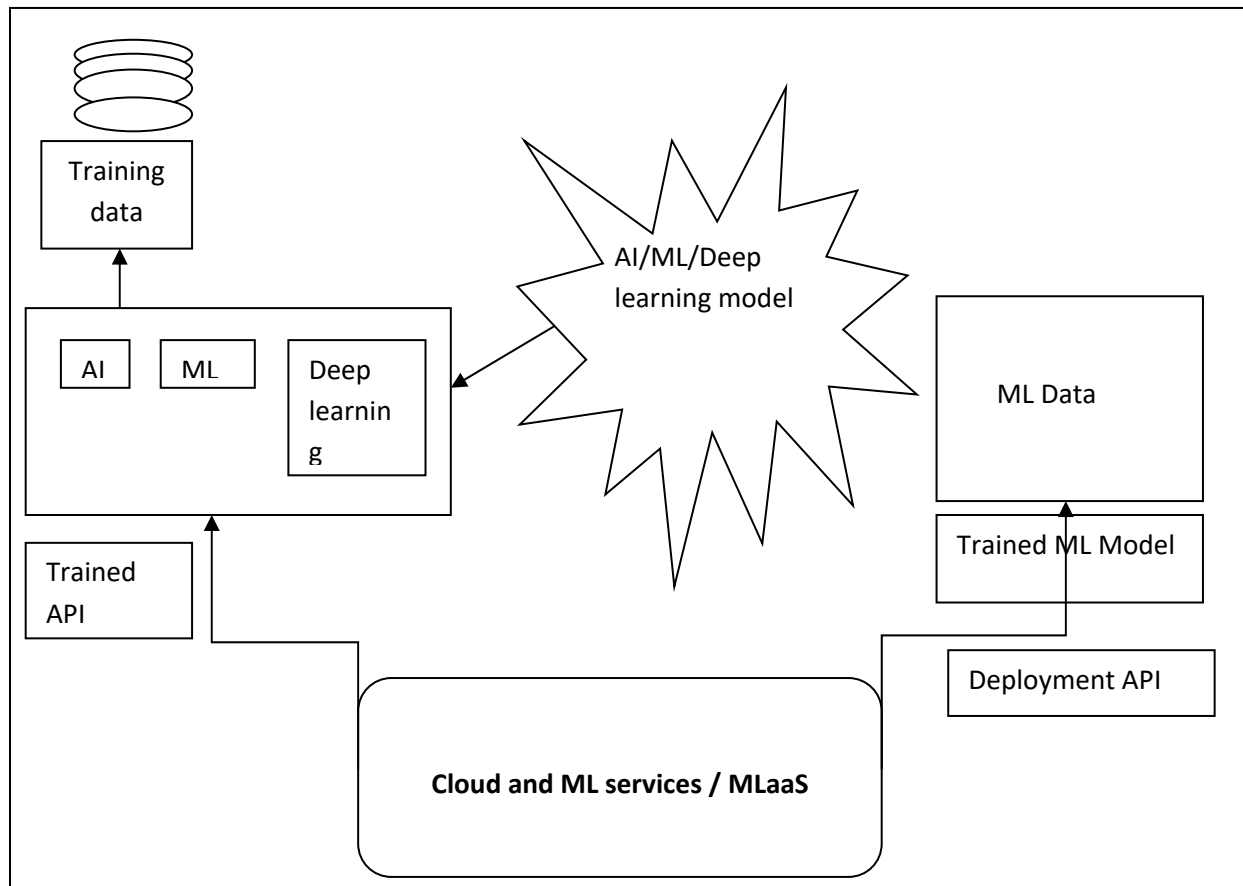 Training
data
AI/ML/Deep
learning model
AI
ML
Deep
learnin
g
ML Data
Trained ML Model
Trained
API
Deployment API
Cloud and ML services / MLaaS